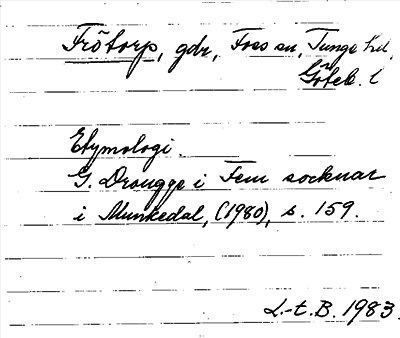 Frötorp, gdr, Foss sn, Tunge hd,
Göteb. l
Etymologi.
G. Drougge i Fem socknar
i Munkedal, (1980), s. 159.
L.-t. B. 1983.